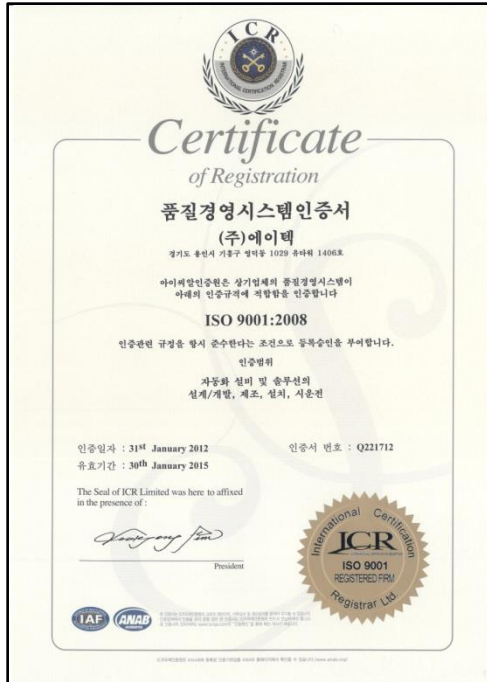 ICR
INTERNATIONAL CERTIFICATION REGISTRAR
Certificate
of Registration
품질경영시스템인증서
(주)에이텍
경기도 용인시 기흥구 영덕동 1029 유타워 1406호
아이씨알인증원은 상기업체의 품질경영시스템이
아래의 인증규격에 적합함을 인증합니다
ISO 9001:2008
인증관련 규정을 항시 준수한다는 조건으로 등록승인을 부여합니다.
인증범위
자동화 설비 및 솔루션의
설계/개발, 제조, 설치, 시운전
인증일자 : 31st January 2012
인증서 번호 : Q221712
유효기간 : 30th January 2015
The Seal of ICR Limited was here to affixed
in the presence of :
President
International Certification
ICR
ISO 9001
REGISTERED FIRM
Registrar Ltd.
IAF
ANAB